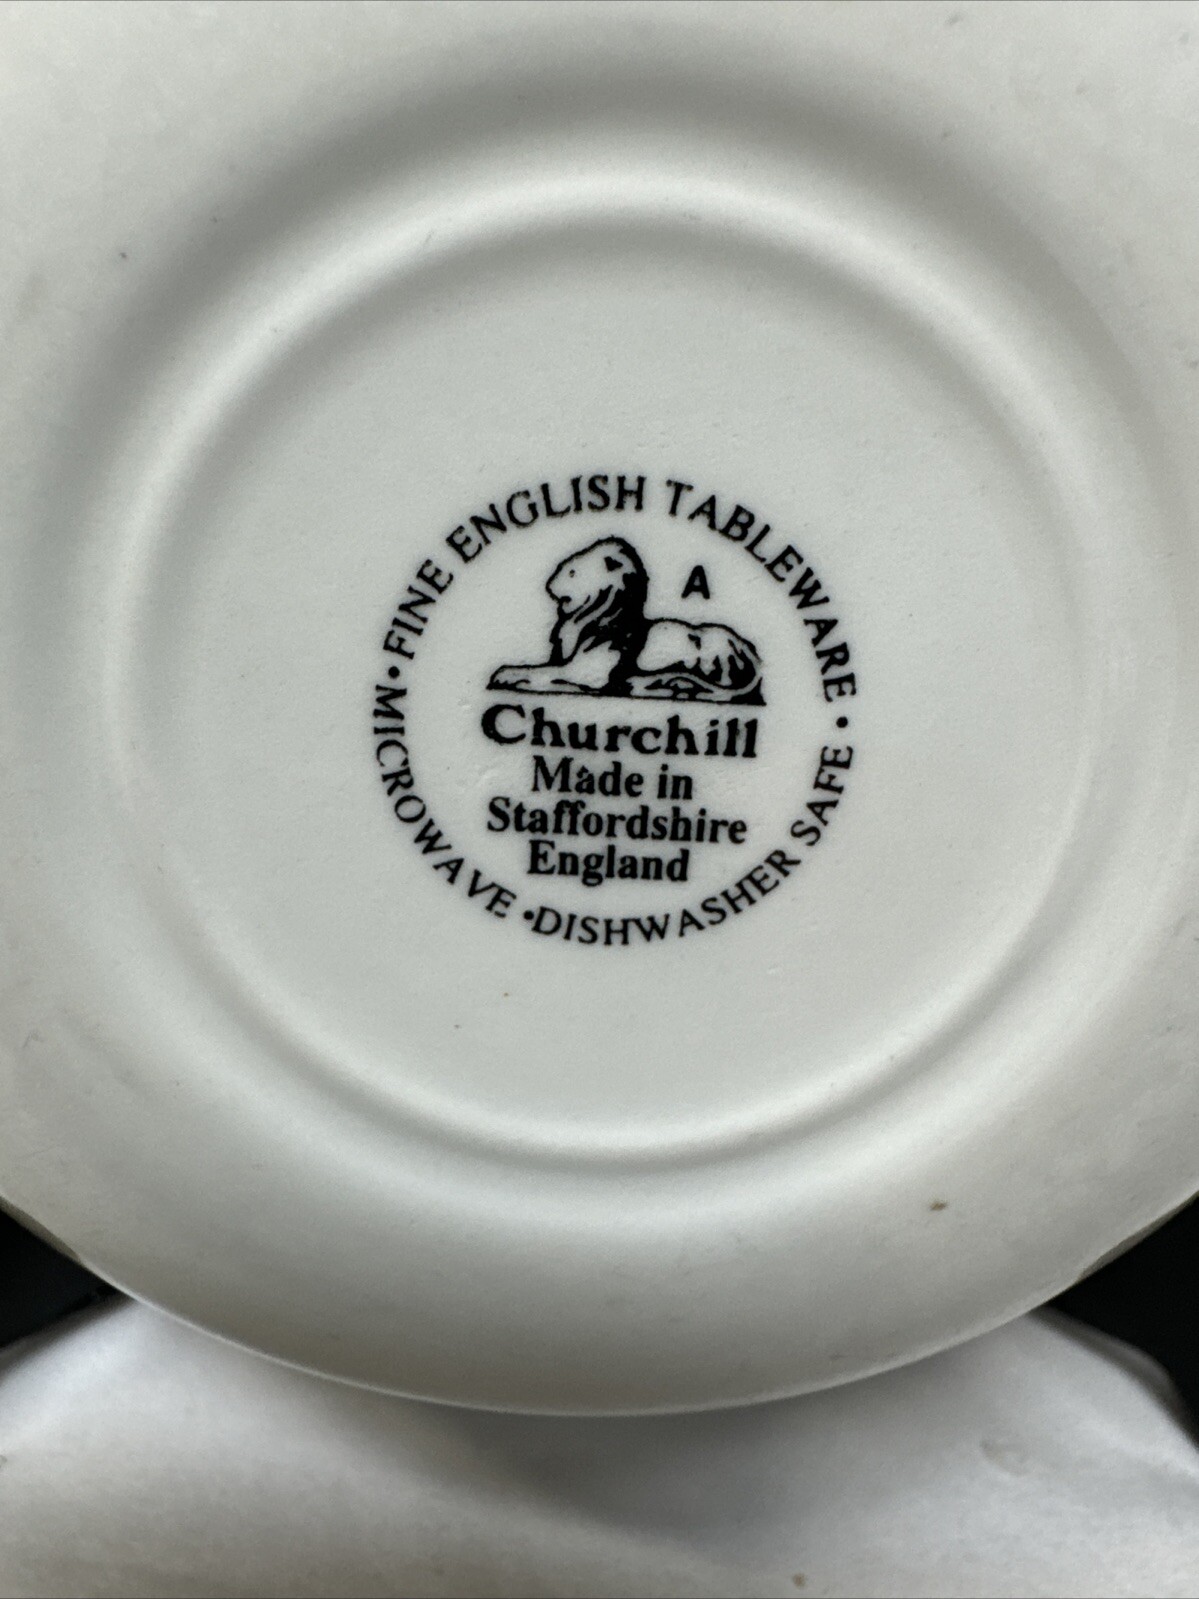 • FINE ENGLISH TABLEWARE •
A
Churchill
Made in
Staffordshire
England
MICROWAVE • DISHWASHER SAFE